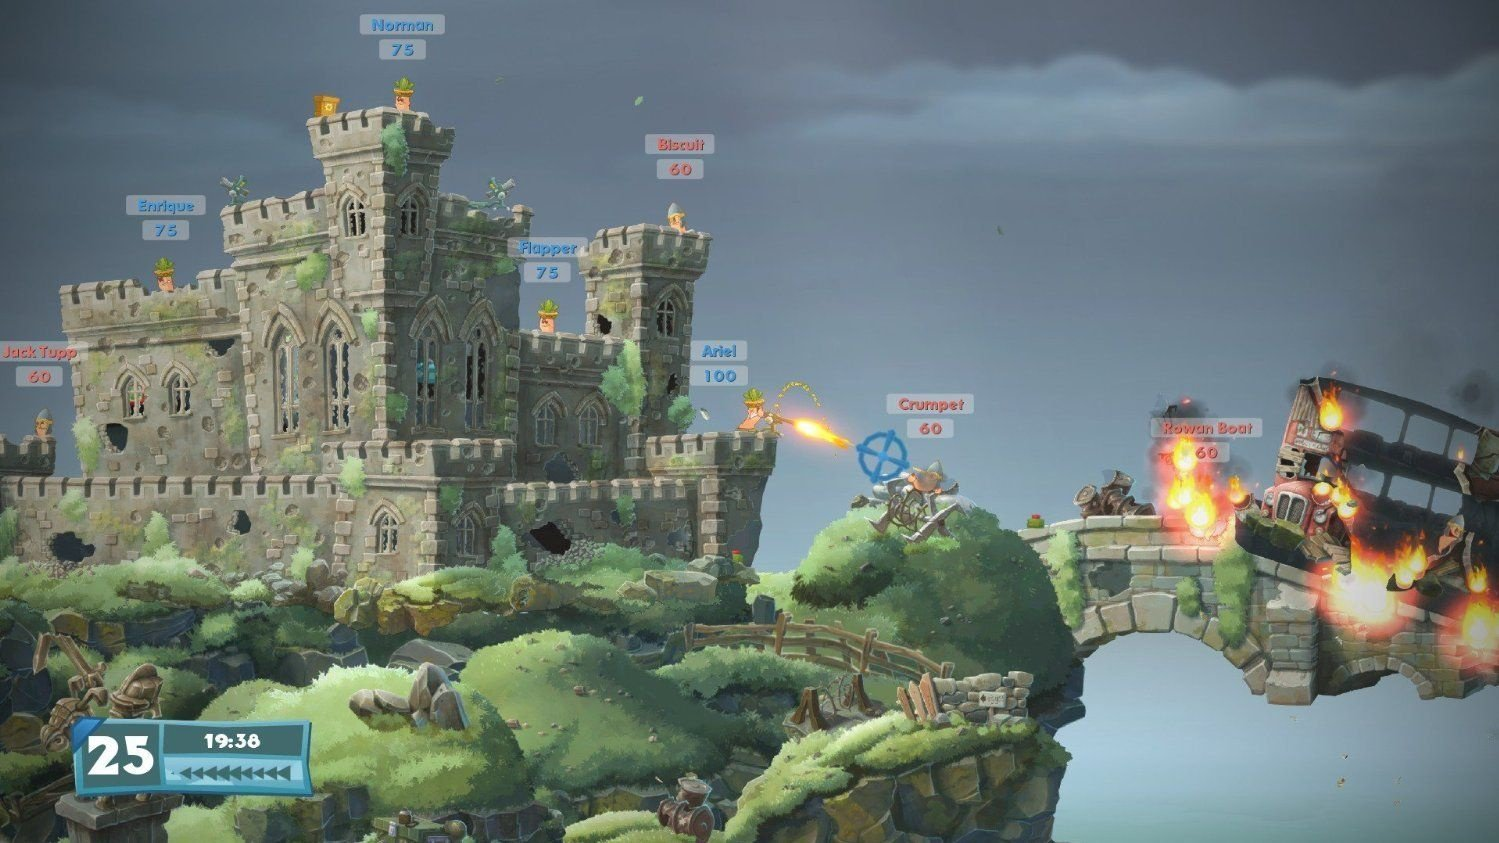 Norman
75
Biscuit
60
Enrique
75
Flapper
75
Jack Tupp
60
Ariel
100
Crumpet
60
Rowan Boat
60
25
19:38